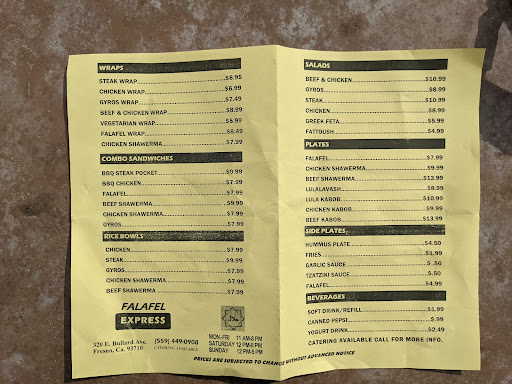 WRAPS
STEAK WRAP $8.95
CHICKEN WRAP $6.99
GYROS WRAP $7.49
BEEF & CHICKEN WRAP $8.99
VEGETARIAN WRAP $5.99
FALAFEL WRAP $6.49
CHICKEN SHAWERMA $7.99
COMBO SANDWICHES
BBQ STEAK POCKET $9.99
BBQ CHICKEN $7.99
FALAFEL $7.99
BEEF SHAWERMA $9.99
CHICKEN SHAWERMA $7.99
GYROS $7.99
RICE BOWLS
CHICKEN $7.99
STEAK $9.99
GYROS $7.99
CHICKEN SHAWERMA $7.99
BEEF SHAWERMA $7.99
FALAFEL
EXPRESS
320 E. Bullard Ave.
Fresno, Ca. 93710
(559) 449-0908
CATERING AVAILABLE
MON-FRI 11 AM-8 PM
SATURDAY 12 PM-8 PM
SUNDAY 12 PM-6 PM
SALADS
BEEF & CHICKEN $10.99
GYROS $8.99
STEAK $10.99
CHICKEN $8.99
GREEK FETA $5.99
FATTOUSH $4.99
PLATES
FALAFEL $7.99
CHICKEN SHAWERMA $9.99
BEEF SHAWERMA $13.99
LULALAVASH $8.99
LULA KABOB $10.99
CHICKEN KABOB $9.99
BEEF KABOB $13.99
SIDE PLATES
HUMMUS PLATE $4.50
FRIES $1.99
GARLIC SAUCE $ .50
TZATZIKI SAUCE $.50
FALAFEL $4.99
BEVERAGES
SOFT DRINK/REFILL $1.99
CANNED PEPSI $.99
YOGURT DRINK $2.49
CATERING AVAILABLE CALL FOR MORE INFO.
PRICES ARE SUBJECTED TO CHANGE WITHOUT ADVANCED NOTICE